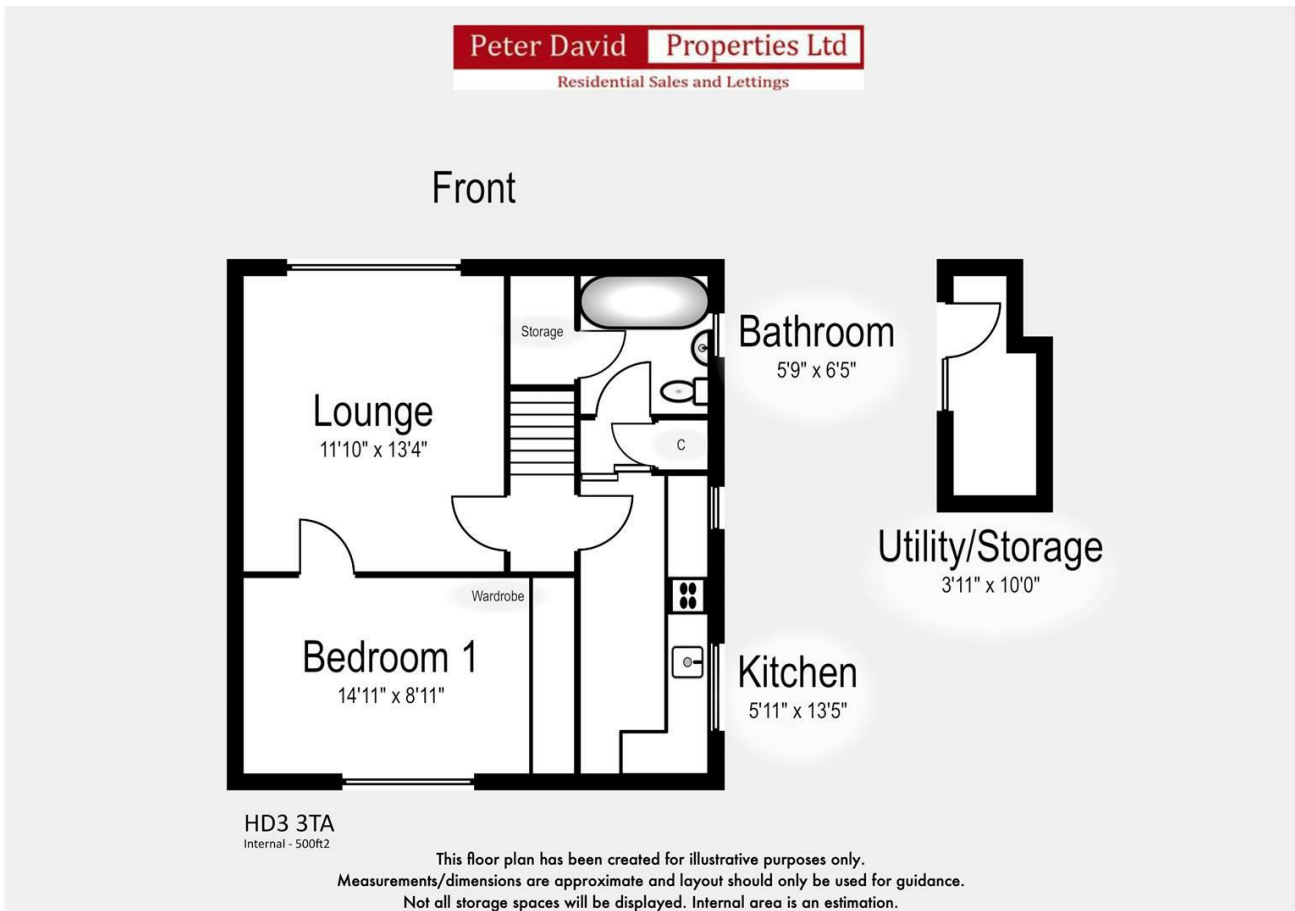 Peter David Properties Ltd
Residential Sales and Lettings
Front
Storage
Bathroom
5'9" x 6'5"
Lounge
11'10" x 13'4"
C
Utility/Storage
3'11" x 10'0"
Wardrobe
Bedroom 1
14'11" x 8'11"
Kitchen
5'11" x 13'5"
HD3 3TA
Internal - 500ft2
This floor plan has been created for illustrative purposes only.
Measurements/dimensions are approximate and layout should only be used for guidance.
Not all storage spaces will be displayed. Internal area is an estimation.